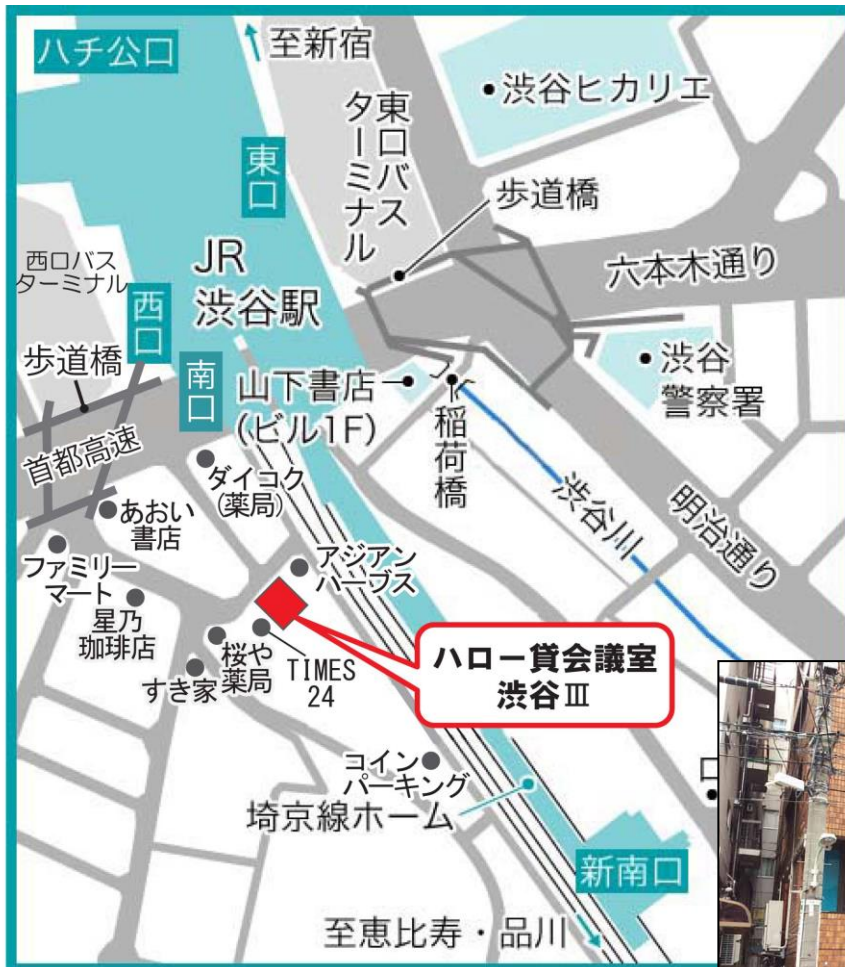 ハチ公口
至新宿
渋谷ヒカリエ
東口バス
ターミナル
東口
歩道橋
六本木通り
西口バス
ターミナル
JR
渋谷駅
西口
歩道橋
南口
山下書店
(ビル1F)
稲荷橋
渋谷
警察署
首都高速
ダイコク
(薬局)
渋谷川
明治通り
あおい
書店
アジアン
ハーブス
ファミリー
マート
星乃
珈琲店
桜や
薬局
TIMES
24
すき家
ハロー貸会議室
渋谷Ⅲ
コイン
パーキング
埼京線ホーム
新南口
至恵比寿・品川